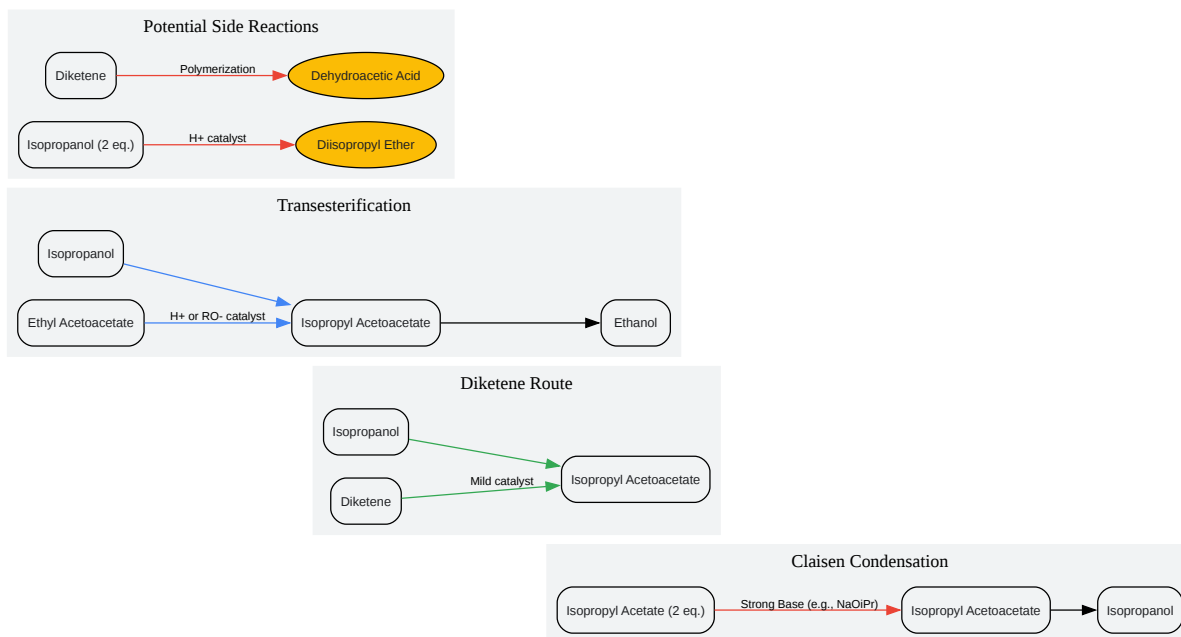 Potential Side Reactions
Diketene
Polymerization
Dehydroacetic Acid
Isopropanol (2 eq.)
H+ catalyst
Diisopropyl Ether
Transesterification
Isopropanol
Ethyl Acetoacetate
H+ or RO- catalyst
Isopropyl Acetoacetate
Ethanol
Diketene Route
Isopropanol
Diketene
Mild catalyst
Isopropyl Acetoacetate
Claisen Condensation
Isopropyl Acetate (2 eq.)
Strong Base (e.g., NaOiPr)
Isopropyl Acetoacetate
Isopropanol